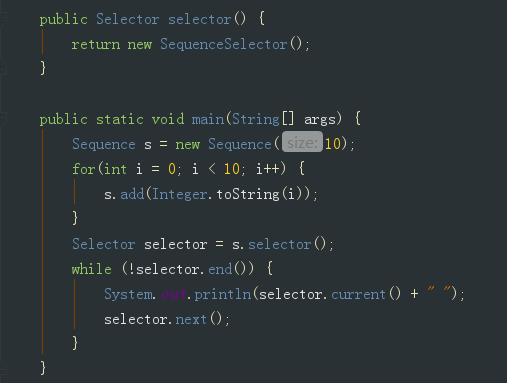 public Selector selector() {
return new SequenceSelector();
}
public static void main(String[] args) {
Sequence s = new Sequence( size: 10);
for(int i = 0; i < 10; i++) {
s.add(Integer.toString(i));
}
Selector selector = s.selector();
while (!selector.end()) {
System.out.println(selector.current() + " ");
selector.next();
}
}